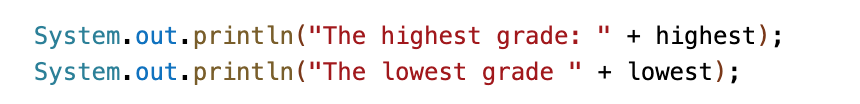 System.out.println("The highest grade: " + highest);
System.out.println("The lowest grade " + lowest);